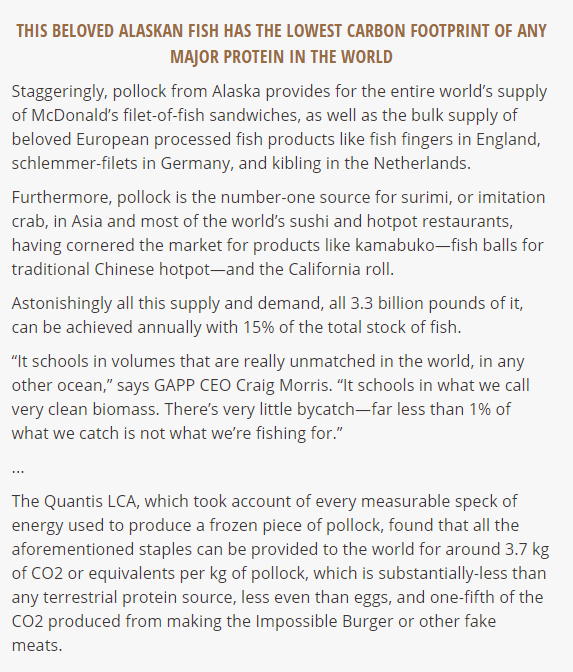 THIS BELOVED ALASKAN FISH HAS THE LOWEST CARBON FOOTPRINT OF ANY
MAJOR PROTEIN IN THE WORLD
Staggeringly, pollock from Alaska provides for the entire world’s supply
of McDonald’s filet-of-fish sandwiches, as well as the bulk supply of
beloved European processed fish products like fish fingers in England,
schlemmer-filets in Germany, and kibling in the Netherlands.
Furthermore, pollock is the number-one source for surimi, or imitation
crab, in Asia and most of the world’s sushi and hotpot restaurants,
having cornered the market for products like kamabuko—fish balls for
traditional Chinese hotpot—and the California roll.
Astonishingly all this supply and demand, all 3.3 billion pounds of it,
can be achieved annually with 15% of the total stock of fish.
“It schools in volumes that are really unmatched in the world, in any
other ocean,” says GAPP CEO Craig Morris. “It schools in what we call
very clean biomass. There’s very little bycatch—far less than 1% of
what we catch is not what we’re fishing for.”
...
The Quantis LCA, which took account of every measurable speck of
energy used to produce a frozen piece of pollock, found that all the
aforementioned staples can be provided to the world for around 3.7 kg
of CO2 or equivalents per kg of pollock, which is substantially-less than
any terrestrial protein source, less even than eggs, and one-fifth of the
CO2 produced from making the Impossible Burger or other fake
meats.